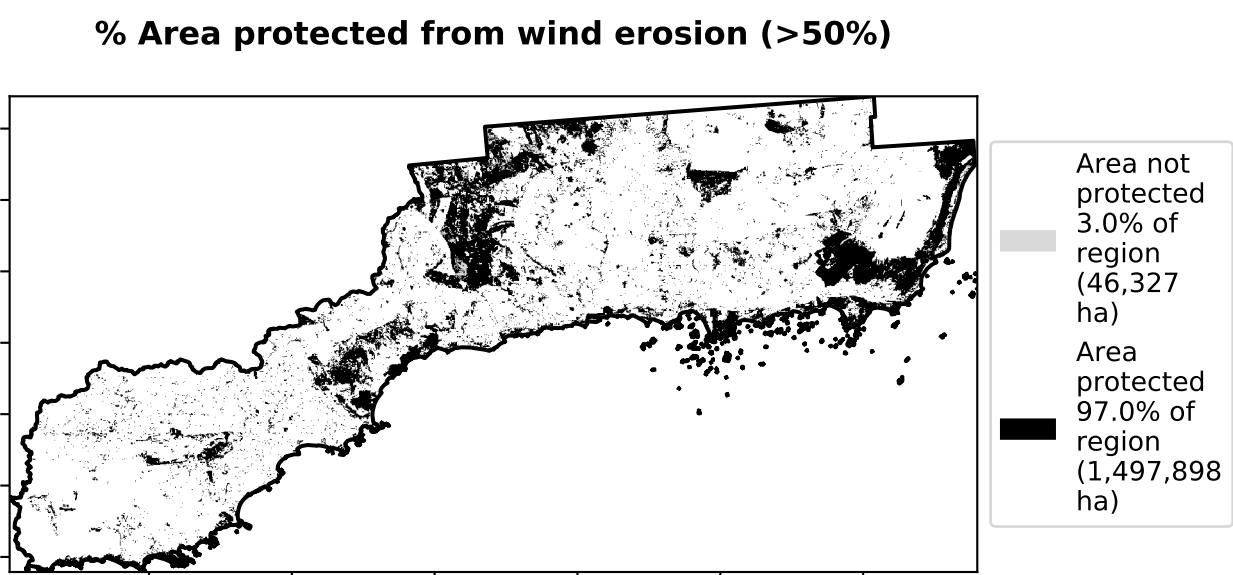 % Area protected from wind erosion (>50%)
Area not
protected
3.0% of
region
(46,327
ha)
Area
protected
97.0% of
region
(1,497,898
ha)